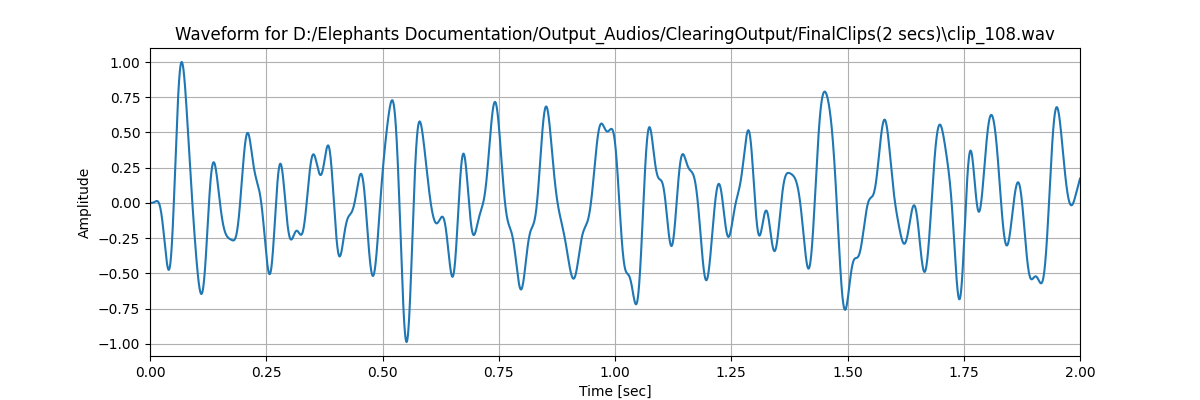 Waveform for D:/Elephants Documentation/Output_Audios/ClearingOutput/FinalClips(2 secs)\clip_108.wav
1.00
0.75
0.50
0.25
0.00
−0.25
−0.50
−0.75
−1.00
Amplitude
0.00 0.25 0.50 0.75 1.00 1.25 1.50 1.75 2.00
Time [sec]